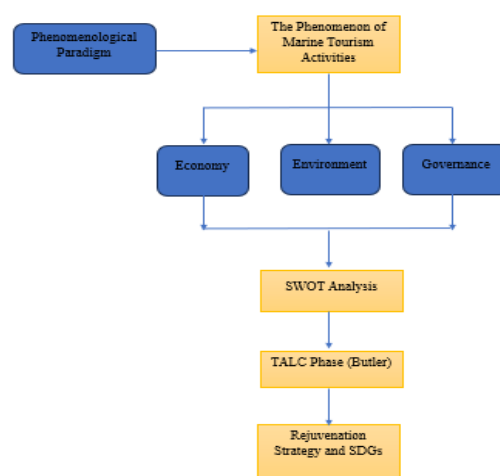 Phenomenological
Paradigm
The Phenomenon of
Marine Tourism
Activities
Economy
Environment
Governance
SWOT Analysis
TALC Phase (Butler)
Rejuvenation
Strategy and SDGs